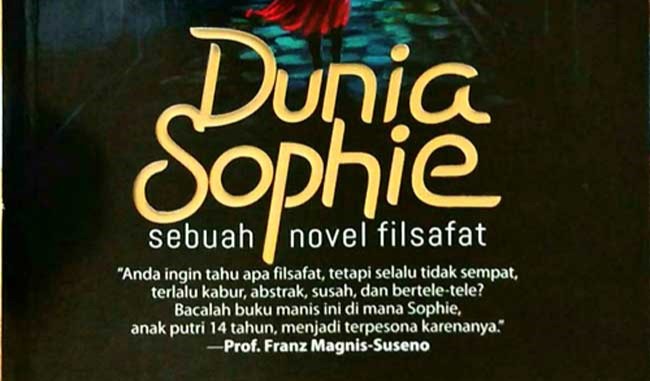 Dunia
Sophie
sebuah novel filsafat
“Anda ingin tahu apa filsafat, tetapi selalu tidak sempat,
terlalu kabur, abstrak, susah, dan bertele-tele?
Bacalah buku manis ini di mana Sophie,
anak putri 14 tahun, menjadi terpesona karenanya.”
—Prof. Franz Magnis-Suseno